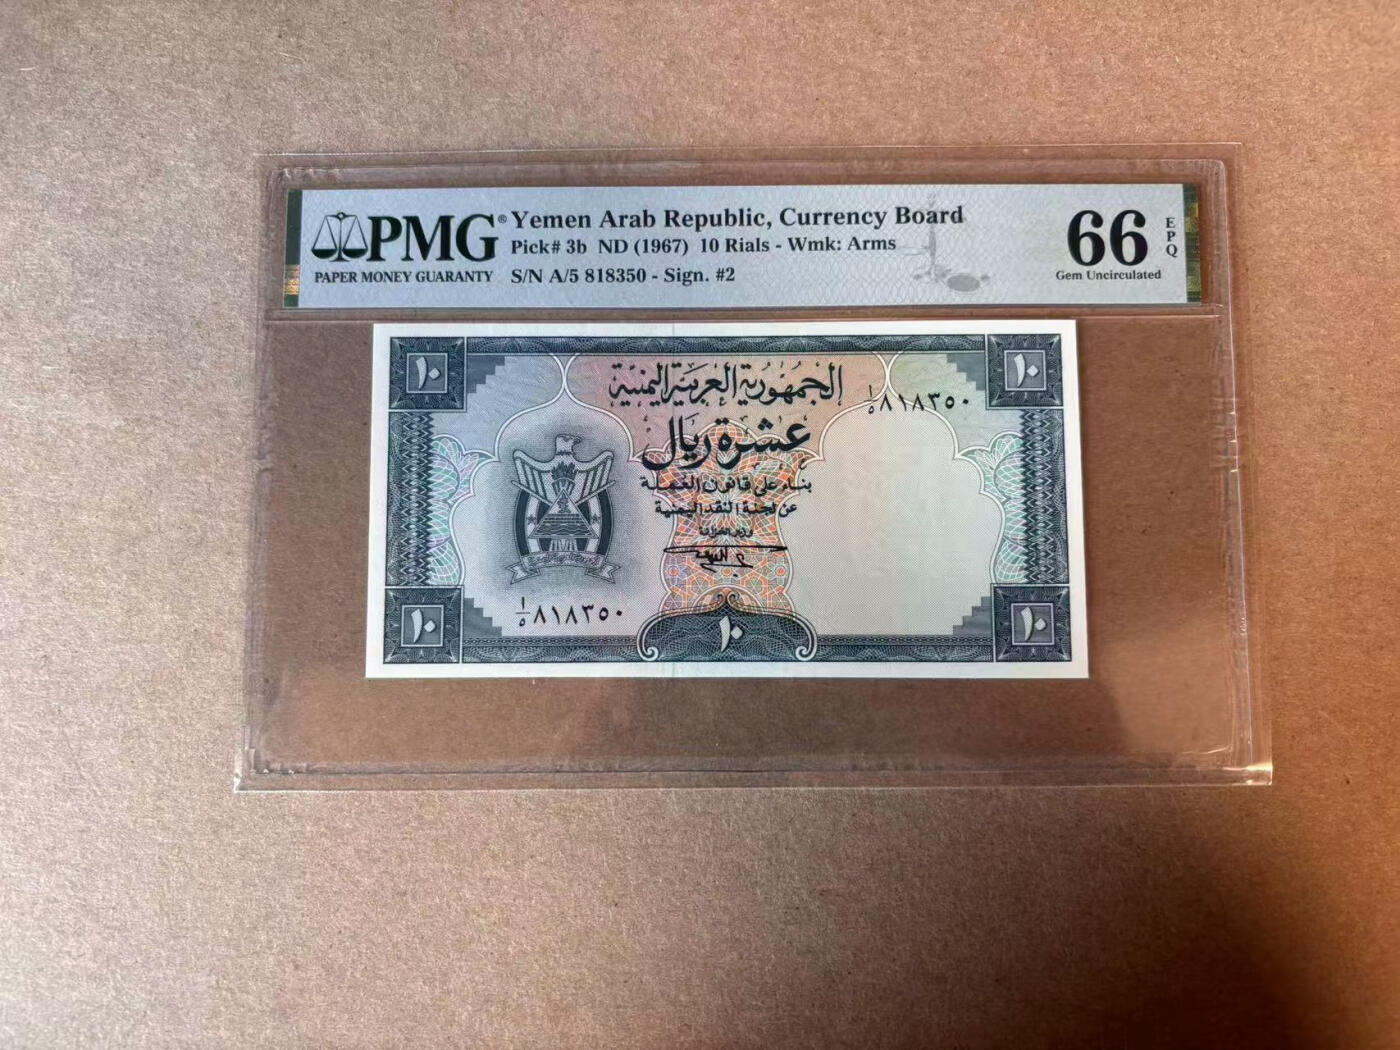 PMG®
PAPER MONEY GUARANTY
Yemen Arab Republic, Currency Board
Pick# 3b ND (1967) 10 Rials - Wmk: Arms
S/N A/5 818350 - Sign. #2
66 EPQ
Gem Uncirculated
١٠
١٠
الجمهورية العربية اليمنية
١/٥ ٨١٨٣٥٠
عشرة ريال
بناء على قانون العملة
عن لجنة النقد اليمنية
وزير الخزانة
١/٥ ٨١٨٣٥٠
١٠
١٠
١٠